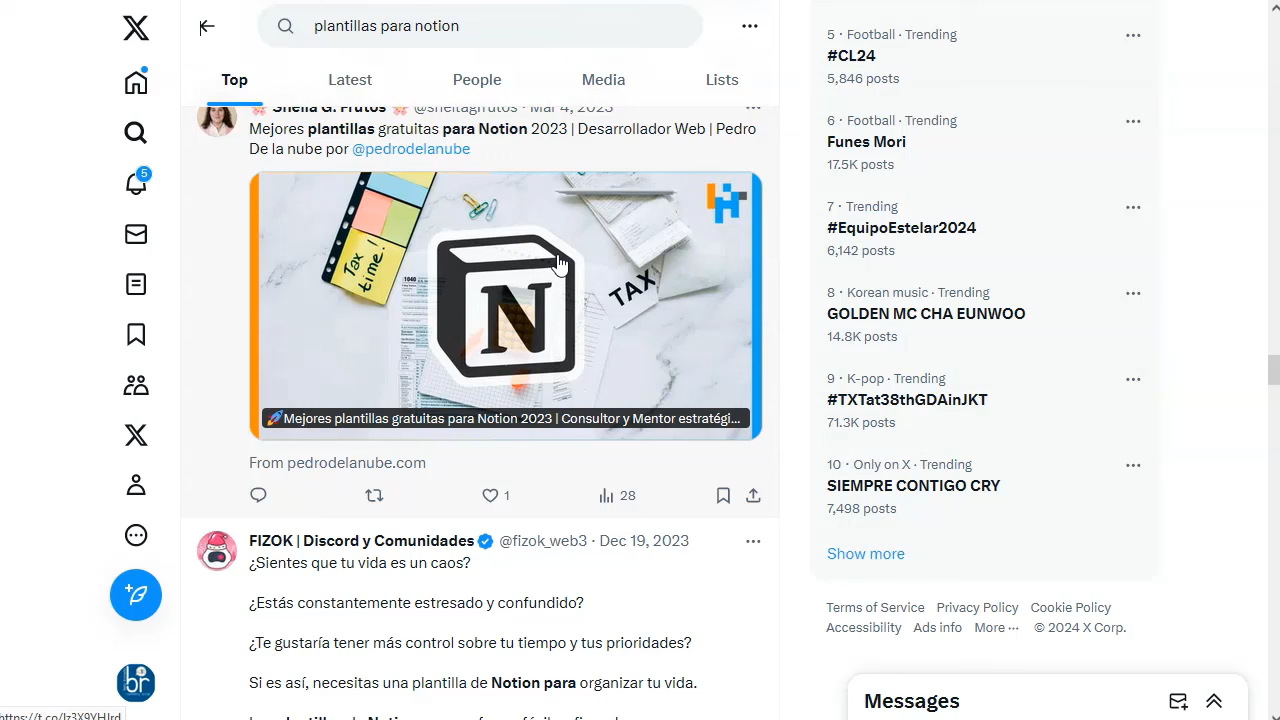 plantillas para notion
Top
Latest
People
Media
Lists
Sheila G. Frutos @sheitagfrutos · Mar 4, 2023
Mejores plantillas gratuitas para Notion 2023 | Desarrollador Web | Pedro
De la nube por @pedrodelanube
Tax
time!
1040
N
TAX
Mejores plantillas gratuitas para Notion 2023 | Consultor y Mentor estratégi...
From pedrodelanube.com
1
28
FIZOK | Discord y Comunidades @fizok_web3 · Dec 19, 2023
¿Sientes que tu vida es un caos?
¿Estás constantemente estresado y confundido?
¿Te gustaría tener más control sobre tu tiempo y tus prioridades?
Si es así, necesitas una plantilla de Notion para organizar tu vida.
5
br
5 · Football · Trending
#CL24
5,846 posts
6 · Football · Trending
Funes Mori
17.5K posts
7 · Trending
#EquipoEstelar2024
6,142 posts
8 · Korean music · Trending
GOLDEN MC CHA EUNWOO
14.8K posts
9 · K-pop · Trending
#TXTat38thGDAinJKT
71.3K posts
10 · Only on X · Trending
SIEMPRE CONTIGO CRY
7,498 posts
Show more
Terms of Service Privacy Policy Cookie Policy
Accessibility Ads info More ··· © 2024 X Corp.
Messages